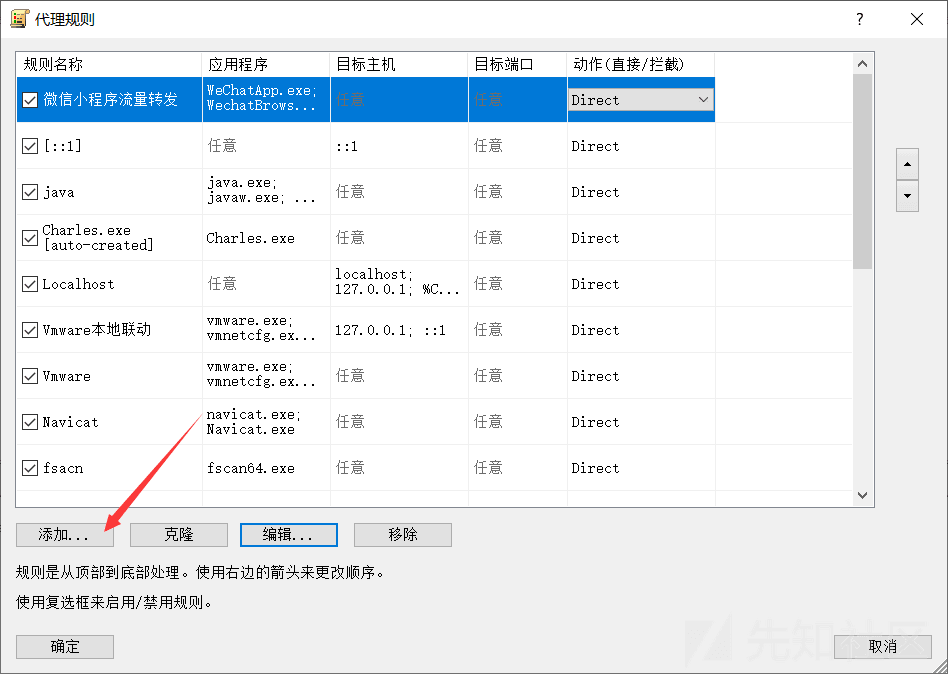 代理规则
?
规则名称 应用程序 目标主机 目标端口 动作(直接/拦截)
微信小程序流量转发 WeChatApp.exe; WechatBrows... 任意 任意 Direct
[::1] 任意 ::1 任意 Direct
java java.exe; javaw.exe; ... 任意 任意 Direct
Charles.exe [auto-created] Charles.exe 任意 任意 Direct
Localhost 任意 localhost; 127.0.0.1; %C... 任意 Direct
Vmware本地联动 vmware.exe; vmnetcfg.ex... 127.0.0.1; ::1 任意 Direct
Vmware vmware.exe; vmnetcfg.ex... 任意 任意 Direct
Navicat navicat.exe; Navicat.exe 任意 任意 Direct
fsacn fscan64.exe 任意 任意 Direct
添加... 克隆 编辑... 移除
规则是从顶部到底部处理。使用右边的箭头来更改顺序。
使用复选框来启用/禁用规则。
确定 取消
先知社区